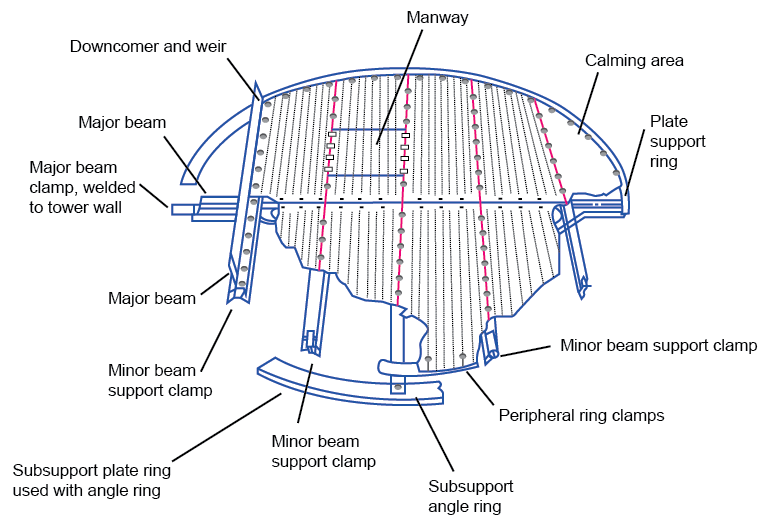 Manway
Downcomer and weir
Calming area
Major beam
Plate
support
ring
Major beam
clamp, welded
to tower wall
Major beam
Minor beam
support clamp
Minor beam support clamp
Peripheral ring clamps
Minor beam
support clamp
Subsupport plate ring
used with angle ring
Subsupport
angle ring